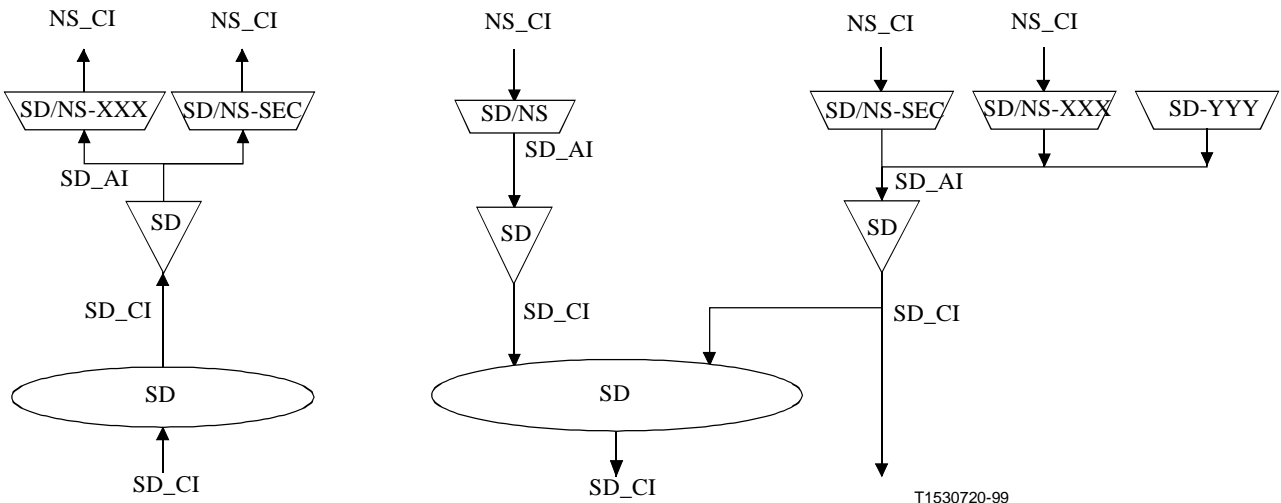 NS_CI NS_CI NS_CI NS_CI NS_CI
SD/NS-XXX SD/NS-SEC SD/NS SD/NS-SEC SD/NS-XXX SD-YYY
SD_AI SD_AI SD_AI
SD SD SD
SD_CI SD_CI SD_CI
SD SD
SD_CI SD_CI
T1530720-99